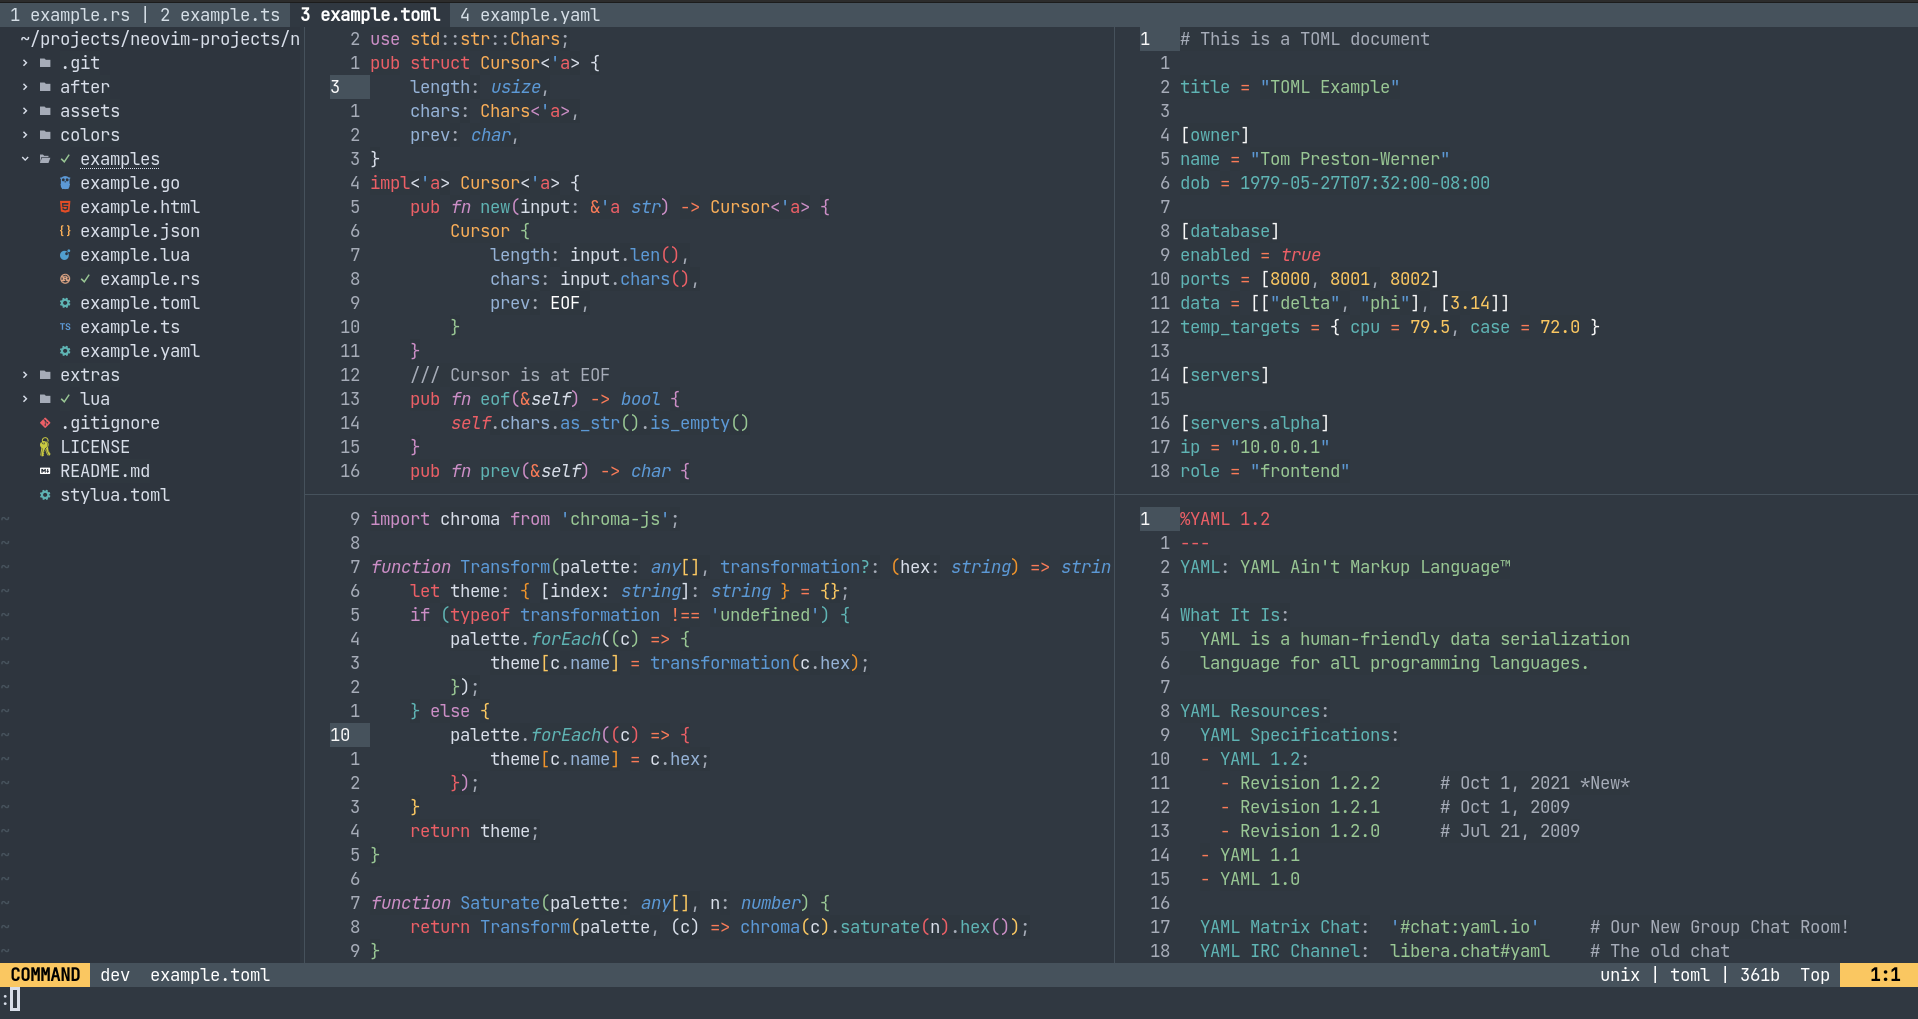 1 example.rs | 2 example.ts  3 example.toml  4 example.yaml
~/projects/neovim-projects/n
.git
after
assets
colors
examples
example.go
example.html
example.json
example.lua
example.rs
example.toml
TS example.ts
example.yaml
extras
lua
.gitignore
LICENSE
README.md
stylua.toml
2 use std::str::Chars;
1 pub struct Cursor<'a> {
3     length: usize,
1     chars: Chars<'a>,
2     prev: char,
3 }
4 impl<'a> Cursor<'a> {
5     pub fn new(input: &'a str) -> Cursor<'a> {
6         Cursor {
7             length: input.len(),
8             chars: input.chars(),
9             prev: EOF,
10         }
11     }
12     /// Cursor is at EOF
13     pub fn eof(&self) -> bool {
14         self.chars.as_str().is_empty()
15     }
16     pub fn prev(&self) -> char {
1 # This is a TOML document
1
2 title = "TOML Example"
3
4 [owner]
5 name = "Tom Preston-Werner"
6 dob = 1979-05-27T07:32:00-08:00
7
8 [database]
9 enabled = true
10 ports = [8000, 8001, 8002]
11 data = [["delta", "phi"], [3.14]]
12 temp_targets = { cpu = 79.5, case = 72.0 }
13
14 [servers]
15
16 [servers.alpha]
17 ip = "10.0.0.1"
18 role = "frontend"
9 import chroma from 'chroma-js';
8
7 function Transform(palette: any[], transformation?: (hex: string) => strin
6     let theme: { [index: string]: string } = {};
5     if (typeof transformation !== 'undefined') {
4         palette.forEach((c) => {
3             theme[c.name] = transformation(c.hex);
2         });
1     } else {
10         palette.forEach((c) => {
1             theme[c.name] = c.hex;
2         });
3     }
4     return theme;
5 }
6
7 function Saturate(palette: any[], n: number) {
8     return Transform(palette, (c) => chroma(c).saturate(n).hex());
9 }
1 %YAML 1.2
1 ---
2 YAML: YAML Ain't Markup Language™
3
4 What It Is:
5   YAML is a human-friendly data serialization
6   language for all programming languages.
7
8 YAML Resources:
9   YAML Specifications:
10   - YAML 1.2:
11     - Revision 1.2.2      # Oct 1, 2021 *New*
12     - Revision 1.2.1      # Oct 1, 2009
13     - Revision 1.2.0      # Jul 21, 2009
14   - YAML 1.1
15   - YAML 1.0
16
17   YAML Matrix Chat:  '#chat:yaml.io'     # Our New Group Chat Room!
18   YAML IRC Channel:  libera.chat#yaml    # The old chat
COMMAND dev example.toml unix | toml | 361b Top 1:1
: